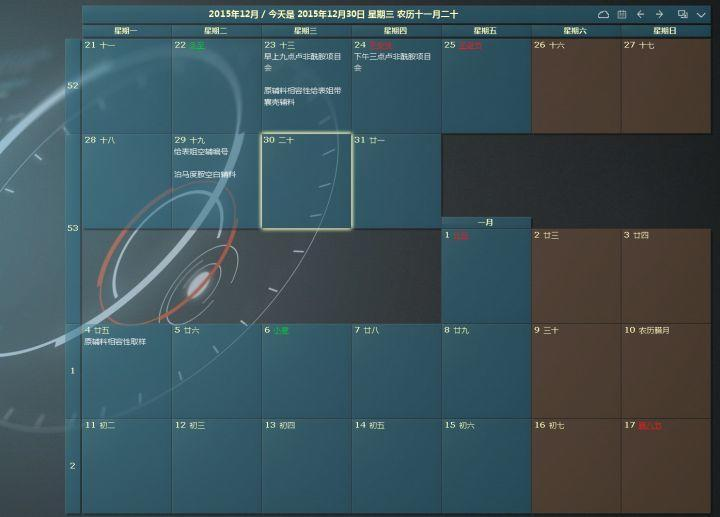 2015年12月 / 今天是 2015年12月30日 星期三 农历十一月二十
星期一 星期二 星期三 星期四 星期五 星期六 星期日
52
21 十一
22 冬至
23 十三
早上九点卢非酰胺项目
会
原辅料相容性给表姐带
囊壳辅料
24
下午三点卢非酰胺项目
会
25
26 十六
27 十七
53
28 十八
29 十九
给表姐空辅编号
泊马度胺空白辅料
30 二十
31 廿一
一月
1
2 廿三
3 廿四
1
4 廿五
原辅料相容性取样
5 廿六
6 小寒
7 廿八
8 廿九
9 三十
10 农历腊月
2
11 初二
12 初三
13 初四
14 初五
15 初六
16 初七
17 腊八节